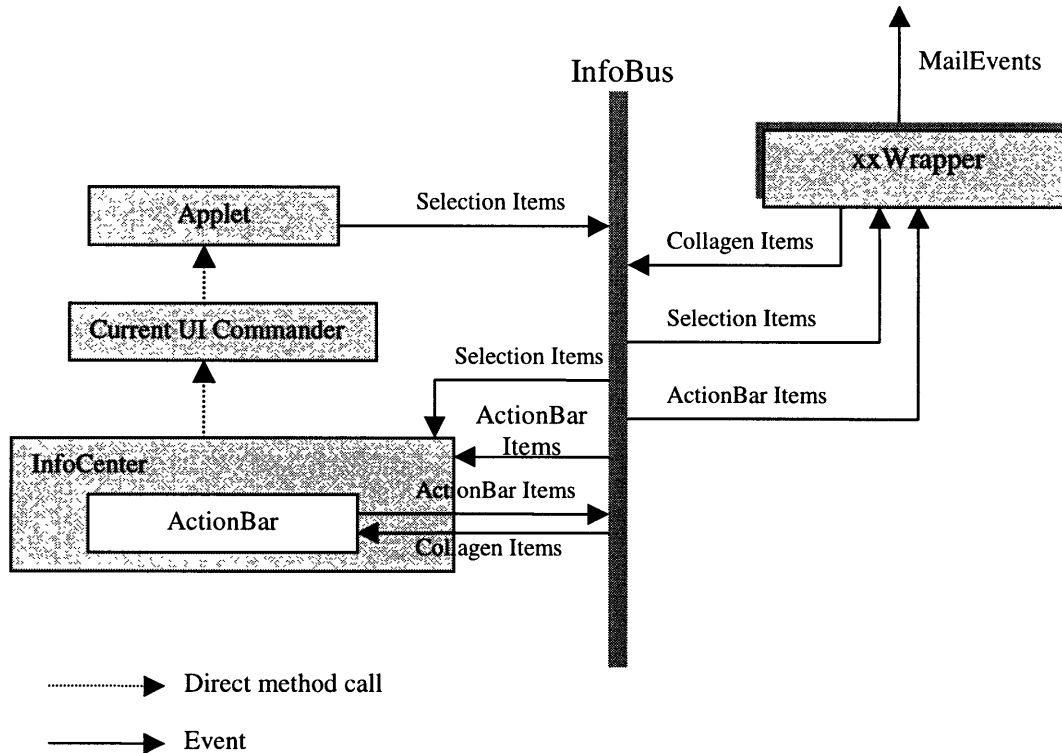 MailEvents
InfoBus
xxWrapper
Applet
Selection Items
Collagen Items
Current UI Commander
Selection Items
Selection Items
ActionBar Items
ActionBar
Items
InfoCenter
ActionBar Items
ActionBar
Collagen Items
Direct method call
Event